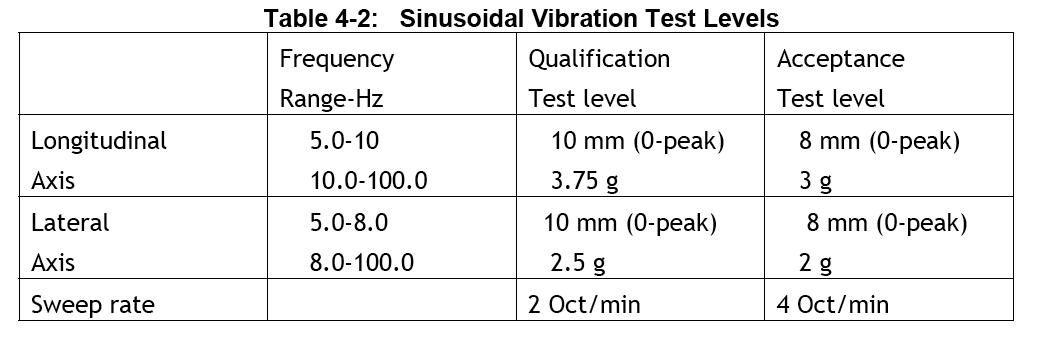 Table 4-2: Sinusoidal Vibration Test Levels
Frequency Range-Hz Qualification Test level Acceptance Test level
Longitudinal Axis 5.0-10 10 mm (0-peak) 8 mm (0-peak)
10.0-100.0 3.75 g 3 g
Lateral Axis 5.0-8.0 10 mm (0-peak) 8 mm (0-peak)
8.0-100.0 2.5 g 2 g
Sweep rate 2 Oct/min 4 Oct/min